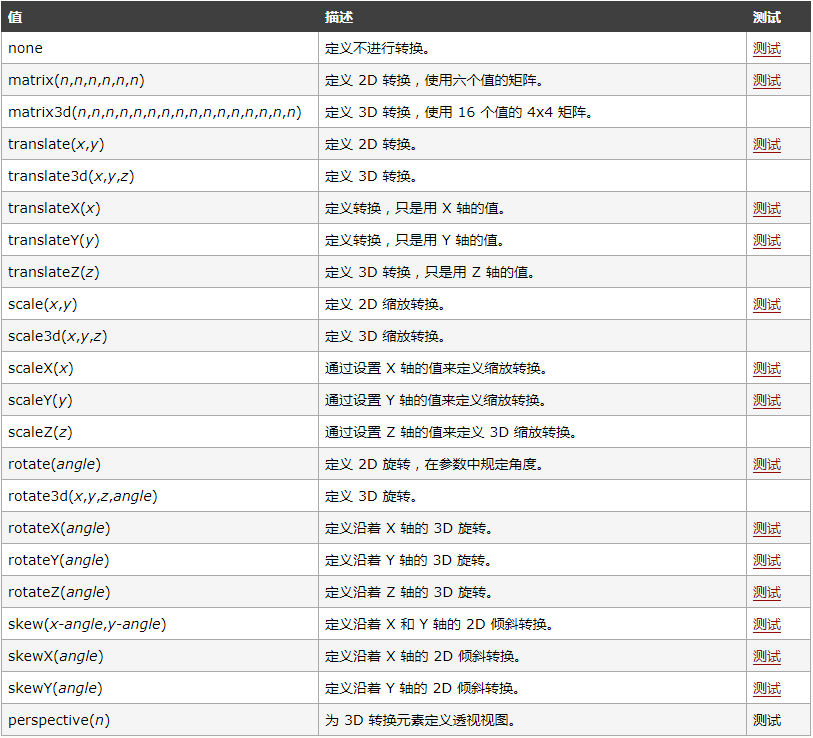 值 描述 测试
none 定义不进行转换。 测试
matrix(n,n,n,n,n,n) 定义 2D 转换，使用六个值的矩阵。 测试
matrix3d(n,n,n,n,n,n,n,n,n,n,n,n,n,n,n,n) 定义 3D 转换，使用 16 个值的 4x4 矩阵。
translate(x,y) 定义 2D 转换。 测试
translate3d(x,y,z) 定义 3D 转换。
translateX(x) 定义转换，只是用 X 轴的值。 测试
translateY(y) 定义转换，只是用 Y 轴的值。 测试
translateZ(z) 定义 3D 转换，只是用 Z 轴的值。
scale(x,y) 定义 2D 缩放转换。 测试
scale3d(x,y,z) 定义 3D 缩放转换。
scaleX(x) 通过设置 X 轴的值来定义缩放转换。 测试
scaleY(y) 通过设置 Y 轴的值来定义缩放转换。 测试
scaleZ(z) 通过设置 Z 轴的值来定义 3D 缩放转换。
rotate(angle) 定义 2D 旋转，在参数中规定角度。 测试
rotate3d(x,y,z,angle) 定义 3D 旋转。
rotateX(angle) 定义沿着 X 轴的 3D 旋转。 测试
rotateY(angle) 定义沿着 Y 轴的 3D 旋转。 测试
rotateZ(angle) 定义沿着 Z 轴的 3D 旋转。 测试
skew(x-angle,y-angle) 定义沿着 X 和 Y 轴的 2D 倾斜转换。 测试
skewX(angle) 定义沿着 X 轴的 2D 倾斜转换。 测试
skewY(angle) 定义沿着 Y 轴的 2D 倾斜转换。 测试
perspective(n) 为 3D 转换元素定义透视视图。 测试